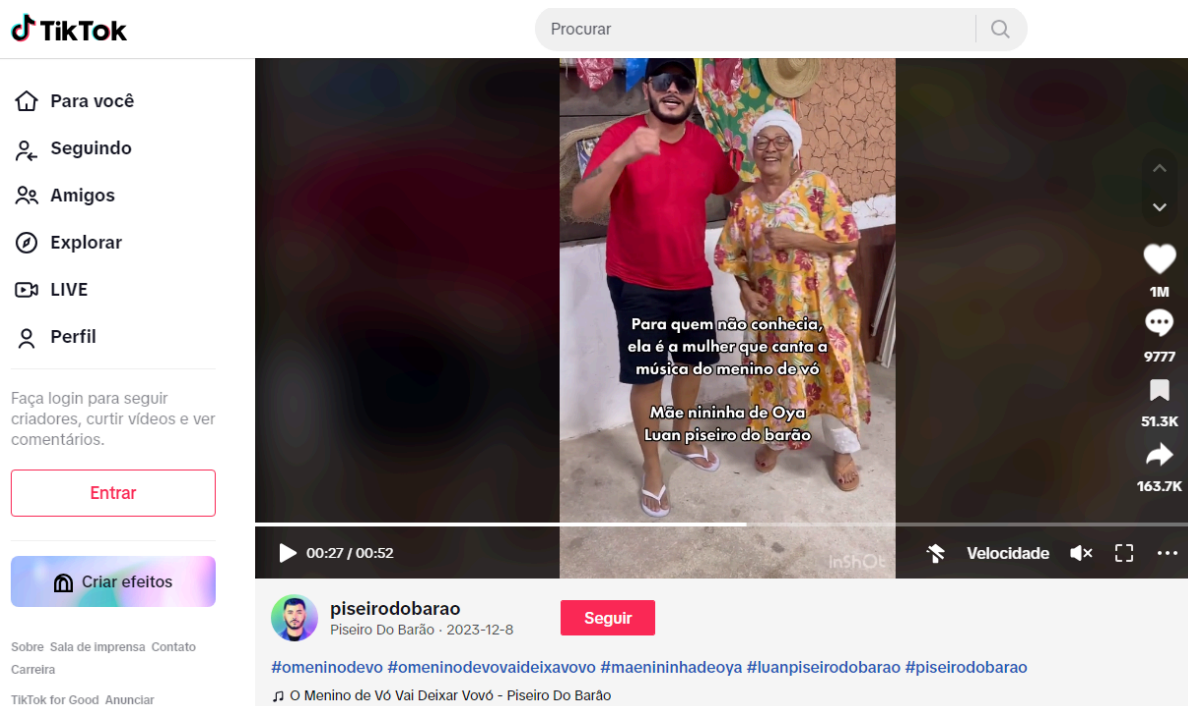 TikTok
Procurar
Para você
Seguindo
Amigos
Explorar
LIVE
Perfil
Faça login para seguir
criadores, curtir vídeos e ver
comentários.
Entrar
Criar efeitos
Sobre Sala de imprensa Contato
Carreira
TikTok for Good Anunciar
Para quem não conhecia,
ela é a mulher que canta a
música do menino de vó
Mãe nininha de Oya
Luan piseiro do barão
InShOt
1M
9777
51.3K
163.7K
00:27 / 00:52
Velocidade
piseirodobarao
Piseiro Do Barão · 2023-12-8
Seguir
#omeninodevo #omeninodevovaideixavovo #maenininhadeoya #luanpiseirodobarao #piseirodobarao
O Menino de Vó Vai Deixar Vovó - Piseiro Do Barão